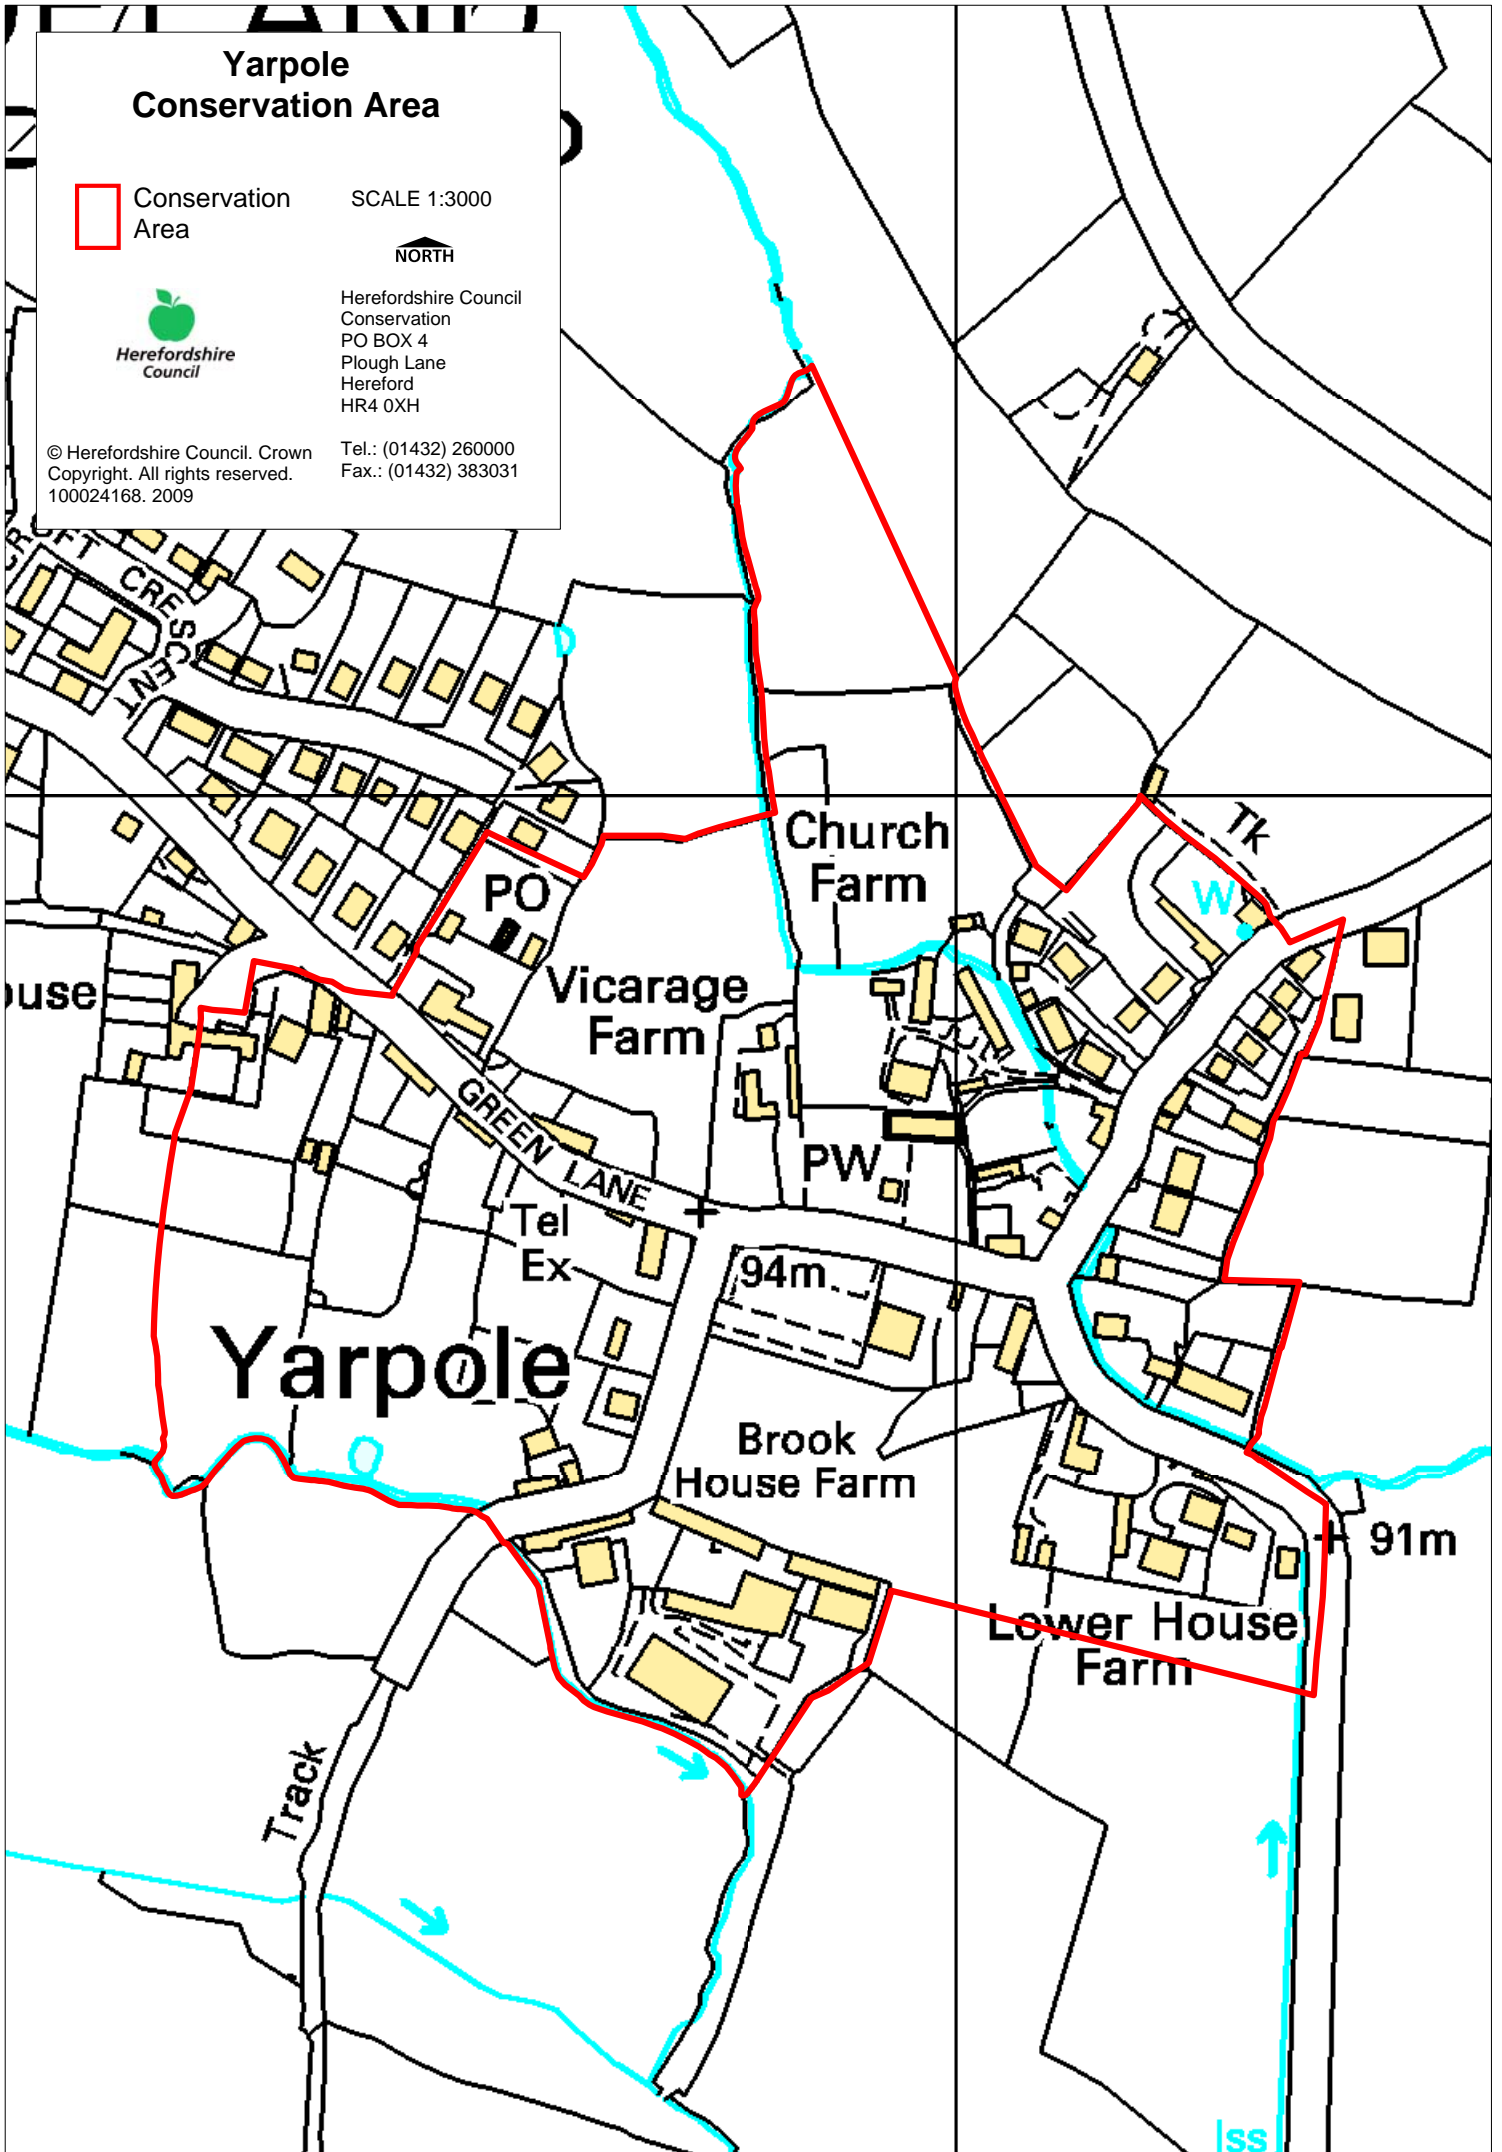 Yarpole
Conservation Area
Conservation
Area
SCALE 1:3000
NORTH
Herefordshire
Council
Herefordshire Council
Conservation
PO BOX 4
Plough Lane
Hereford
HR4 0XH
Tel.: (01432) 260000
Fax.: (01432) 383031
© Herefordshire Council. Crown
Copyright. All rights reserved.
100024168. 2009
CRESCENT
Church
Farm
Tk
W
PO
Vicarage
Farm
ouse
GREEN LANE
PW
Tel
Ex
94m
Yarpole
Brook
House Farm
91m
Lower House
Farm
Track
Iss